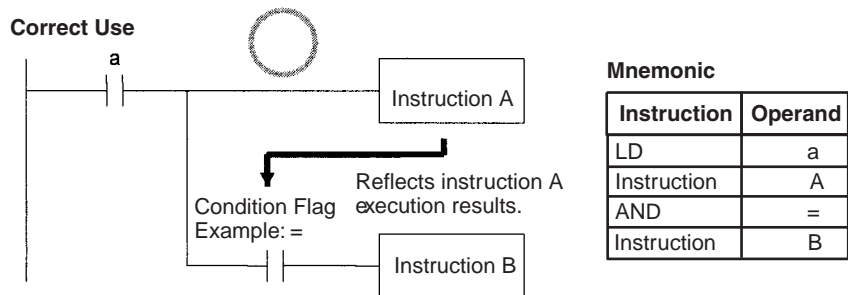 Correct Use
a
Instruction A
Reflects instruction A
execution results.
Condition Flag
Example: =
Instruction B
Mnemonic
Instruction Operand
LD a
Instruction A
AND =
Instruction B